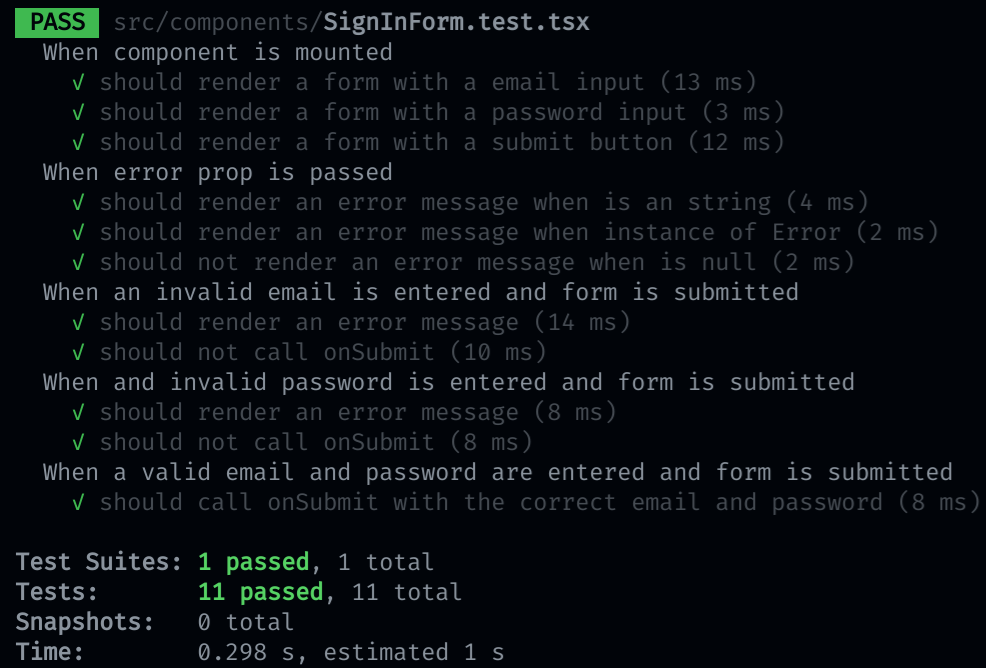 PASS src/components/SignInForm.test.tsx
When component is mounted
√ should render a form with a email input (13 ms)
√ should render a form with a password input (3 ms)
√ should render a form with a submit button (12 ms)
When error prop is passed
√ should render an error message when is an string (4 ms)
√ should render an error message when instance of Error (2 ms)
√ should not render an error message when is null (2 ms)
When an invalid email is entered and form is submitted
√ should render an error message (14 ms)
√ should not call onSubmit (10 ms)
When and invalid password is entered and form is submitted
√ should render an error message (8 ms)
√ should not call onSubmit (8 ms)
When a valid email and password are entered and form is submitted
√ should call onSubmit with the correct email and password (8 ms)
Test Suites: 1 passed, 1 total
Tests: 11 passed, 11 total
Snapshots: 0 total
Time: 0.298 s, estimated 1 s